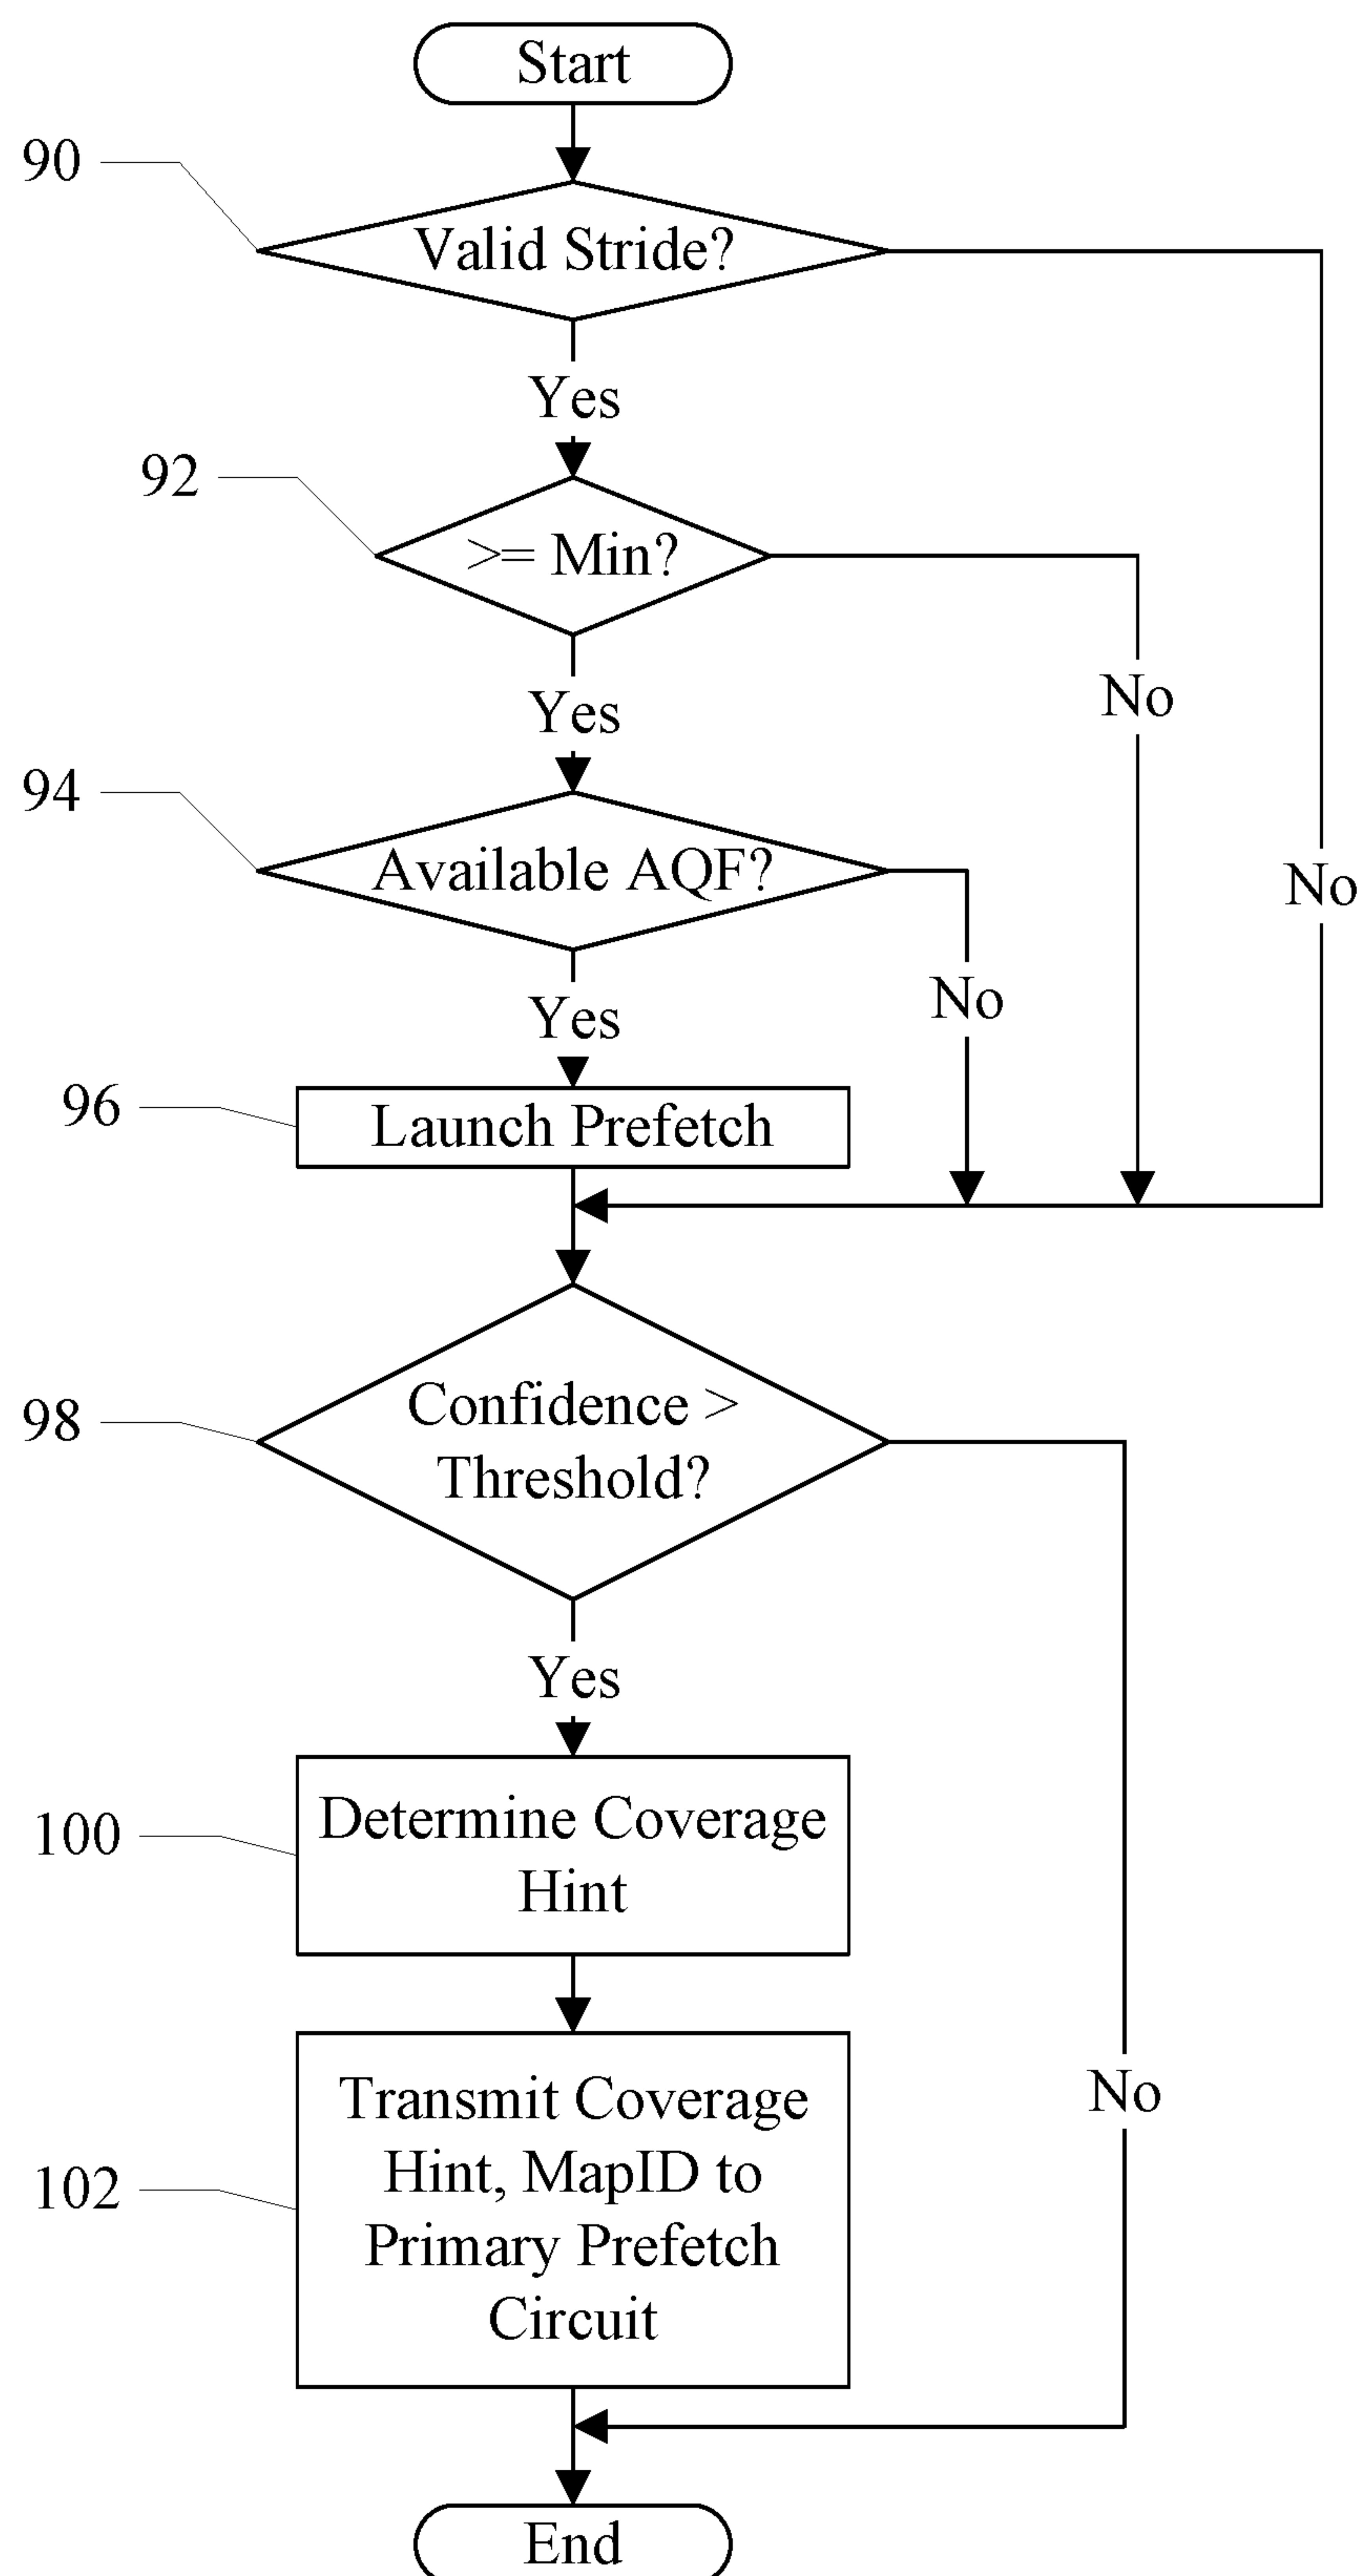 Start
90
Valid Stride?
Yes
92
>= Min?
No
Yes
94
Available AQF?
No
No
Yes
96
Launch Prefetch
98
Confidence >
Threshold?
Yes
100
Determine Coverage
Hint
102
Transmit Coverage
Hint, MapID to
Primary Prefetch
Circuit
No
End